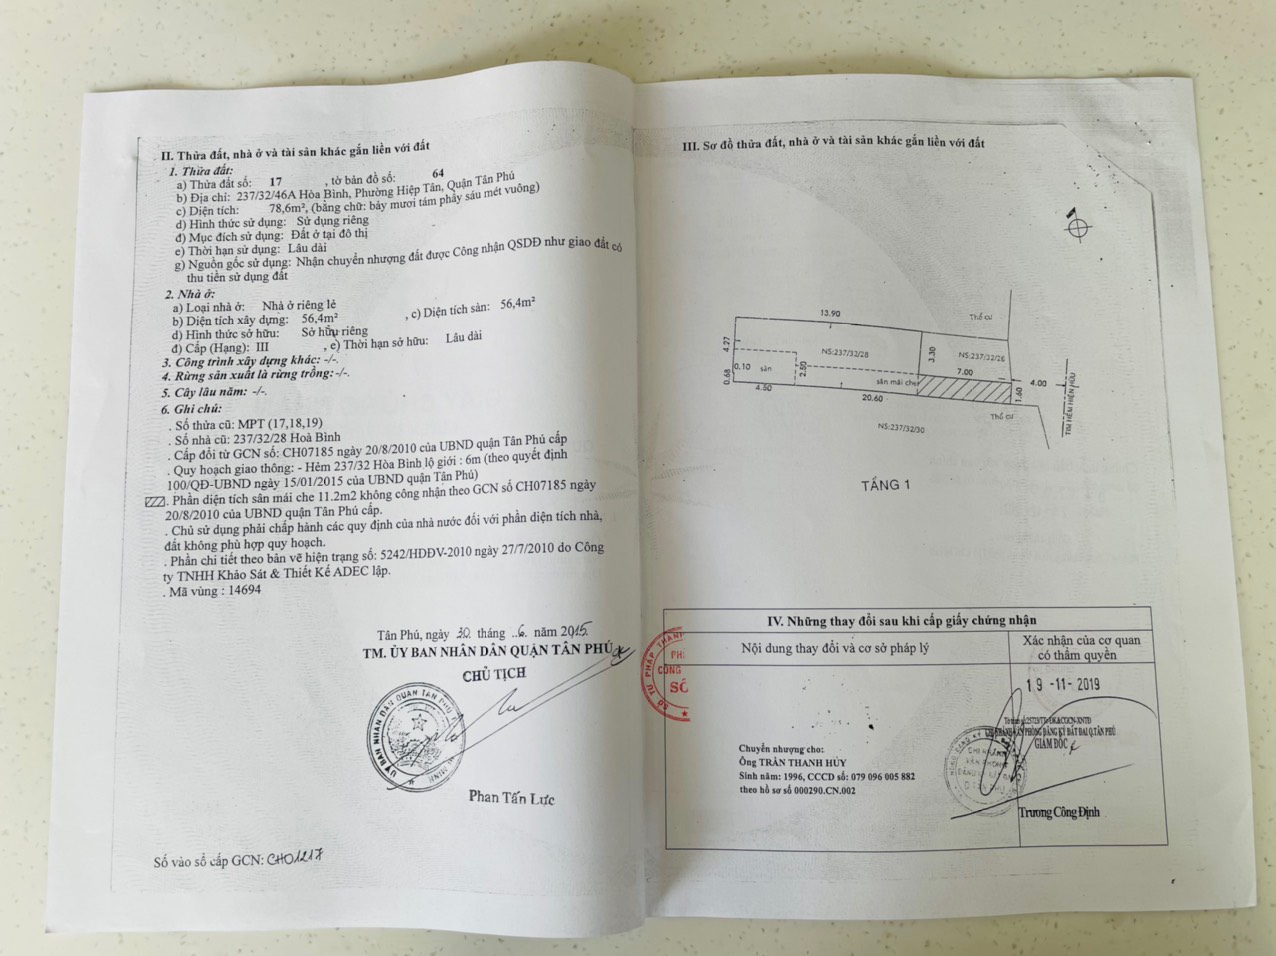 II. Thửa đất, nhà ở và tài sản khác gắn liền với đất
1. Thửa đất:
a) Thửa đất số: 17 , tờ bản đồ số: 64
b) Địa chỉ: 237/32/46A Hòa Bình, Phường Hiệp Tân, Quận Tân Phú
c) Diện tích: 78,6m², (bằng chữ: bảy mươi tám phẩy sáu mét vuông)
d) Hình thức sử dụng: Sử dụng riêng
đ) Mục đích sử dụng: Đất ở tại đô thị
e) Thời hạn sử dụng: Lâu dài
g) Nguồn gốc sử dụng: Nhận chuyển nhượng đất được Công nhận QSDĐ như giao đất có
thu tiền sử dụng đất
2. Nhà ở:
a) Loại nhà ở: Nhà ở riêng lẻ
b) Diện tích xây dựng: 56,4m² , c) Diện tích sàn: 56,4m²
d) Hình thức sở hữu: Sở hữu riêng
đ) Cấp (Hạng): III , e) Thời hạn sở hữu: Lâu dài
3. Công trình xây dựng khác: -/-.
4. Rừng sản xuất là rừng trồng:-/-.
5. Cây lâu năm: -/-.
6. Ghi chú:
. Số thửa cũ: MPT (17,18,19)
. Số nhà cũ: 237/32/28 Hoà Bình
. Cấp đổi từ GCN số: CH07185 ngày 20/8/2010 của UBND quận Tân Phú cấp
. Quy hoạch giao thông: - Hẻm 237/32 Hòa Bình lộ giới : 6m (theo quyết định
100/QĐ-UBND ngày 15/01/2015 của UBND quận Tân Phú)
. Phần diện tích sân mái che 11.2m2 không công nhận theo GCN số CH07185 ngày
20/8/2010 của UBND quận Tân Phú cấp.
. Chủ sử dụng phải chấp hành các quy định của nhà nước đối với phần diện tích nhà,
đất không phù hợp quy hoạch.
. Phần chi tiết theo bản vẽ hiện trạng số: 5242/HDĐV-2010 ngày 27/7/2010 do Công
ty TNHH Khảo Sát & Thiết Kế ADEC lập.
. Mã vùng : 14694
Tân Phú, ngày 30 tháng ..6. năm 2015.
TM. ỦY BAN NHÂN DÂN QUẬN TÂN PHÚ
CHỦ TỊCH
Phan Tấn Lực
Số vào sổ cấp GCN: CH01217
III. Sơ đồ thửa đất, nhà ở và tài sản khác gắn liền với đất
13.90
Thổ cư
4.27
NS:237/32/28
3.30
NS:237/32/26
0.68
0.10
sân
2.50
7.00
4.00
sân mái che
4.50
20.60
1.60
Thổ cư
TIM HẺM HIỆN HỮU
NS:237/32/30
TẦNG 1
IV. Những thay đổi sau khi cấp giấy chứng nhận
Nội dung thay đổi và cơ sở pháp lý
Xác nhận của cơ quan
có thẩm quyền
19 -11- 2019
GIÁM ĐỐC
Chuyển nhượng cho:
Ông TRẦN THANH HÚY
Sinh năm: 1996, CCCD số: 079 096 005 882
theo hồ sơ số 000290.CN.002
Trương Công Định